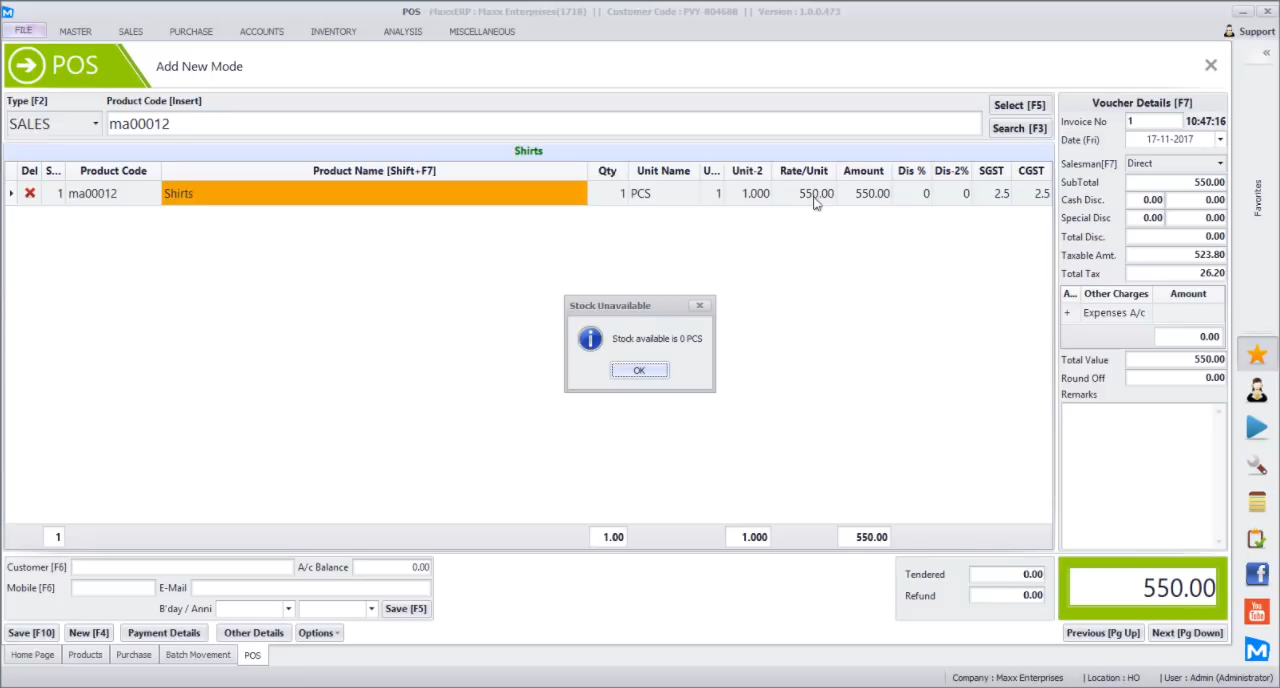 POS MaxxERP : Maxx Enterprises(1718) || Customer Code : PVY-804688 || Version : 1.0.0.473
FILE MASTER SALES PURCHASE ACCOUNTS INVENTORY ANALYSIS MISCELLANEOUS Support
POS Add New Mode
Type [F2] Product Code [Insert]
SALES ma00012
Select [F5]
Search [F3]
Shirts
Del S... Product Code Product Name [Shift+F7] Qty Unit Name U... Unit-2 Rate/Unit Amount Dis % Dis-2% SGST CGST
1 ma00012 Shirts 1 PCS 1 1.000 550.00 550.00 0 0 2.5 2.5
Stock Unavailable
Stock available is 0 PCS
OK
1 1.00 1.000 550.00
Voucher Details [F7]
Invoice No 1 10:47:16
Date (Fri) 17-11-2017
Salesman[F7] Direct
SubTotal 550.00
Cash Disc. 0.00 0.00
Special Disc 0.00 0.00
Total Disc. 0.00
Taxable Amt. 523.80
Total Tax 26.20
A... Other Charges Amount
+ Expenses A/c
0.00
Total Value 550.00
Round Off 0.00
Remarks
Favorites
Customer [F6] A/c Balance 0.00
Mobile [F6] E-Mail
B'day / Anni Save [F5]
Tendered 0.00
Refund 0.00
550.00
Save [F10] New [F4] Payment Details Other Details Options Previous [Pg Up] Next [Pg Down]
Home Page Products Purchase Batch Movement POS
Company : Maxx Enterprises | Location : HO | User : Admin (Administrator)
You
Tube